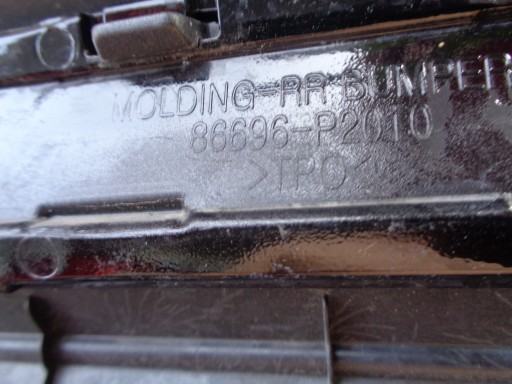 MOLDING-RR BUMPER
86696-P2010
>TPO<